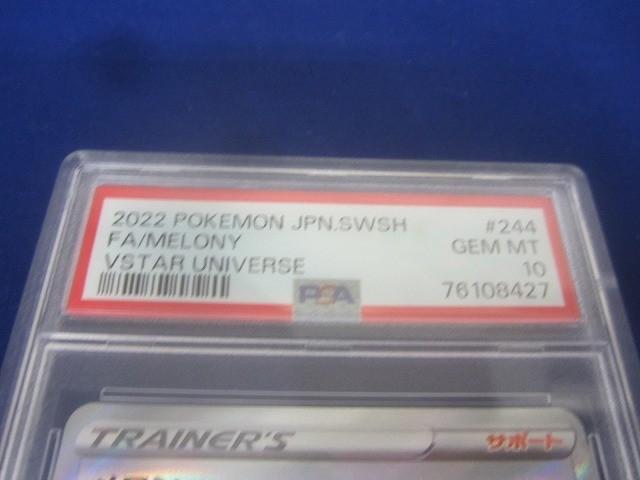 2022 POKEMON JPN.SWSH #244
FA/MELONY GEM MT
VSTAR UNIVERSE 10
PSA 76108427
TRAINER'S サポート